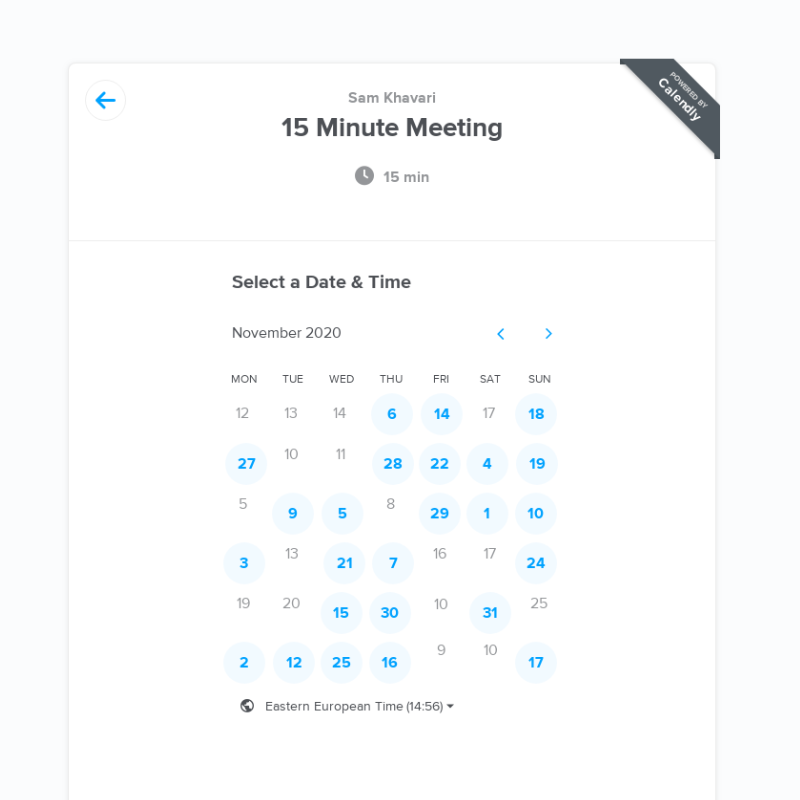 POWERED BY
Calendly
Sam Khavari
15 Minute Meeting
15 min
Select a Date & Time
November 2020
MON TUE WED THU FRI SAT SUN
12 13 14 6 14 17 18
27 10 11 28 22 4 19
5 9 5 8 29 1 10
3 13 21 7 16 17 24
19 20 15 30 10 31 25
2 12 25 16 9 10 17
Eastern European Time (14:56)